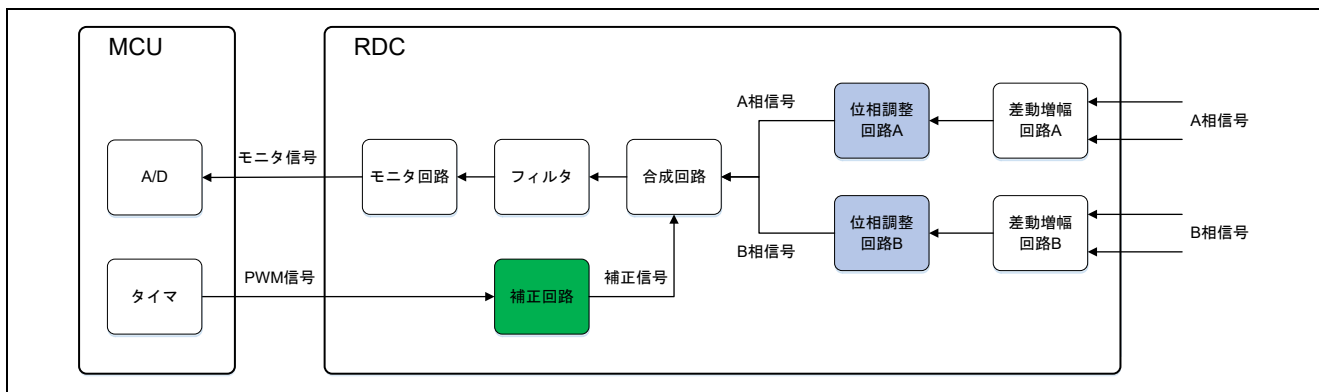 MCU
RDC
A/D
タイマ
モニタ信号
PWM信号
モニタ回路
フィルタ
合成回路
補正回路
補正信号
A相信号
B相信号
位相調整
回路A
差動増幅
回路A
A相信号
位相調整
回路B
差動増幅
回路B
B相信号